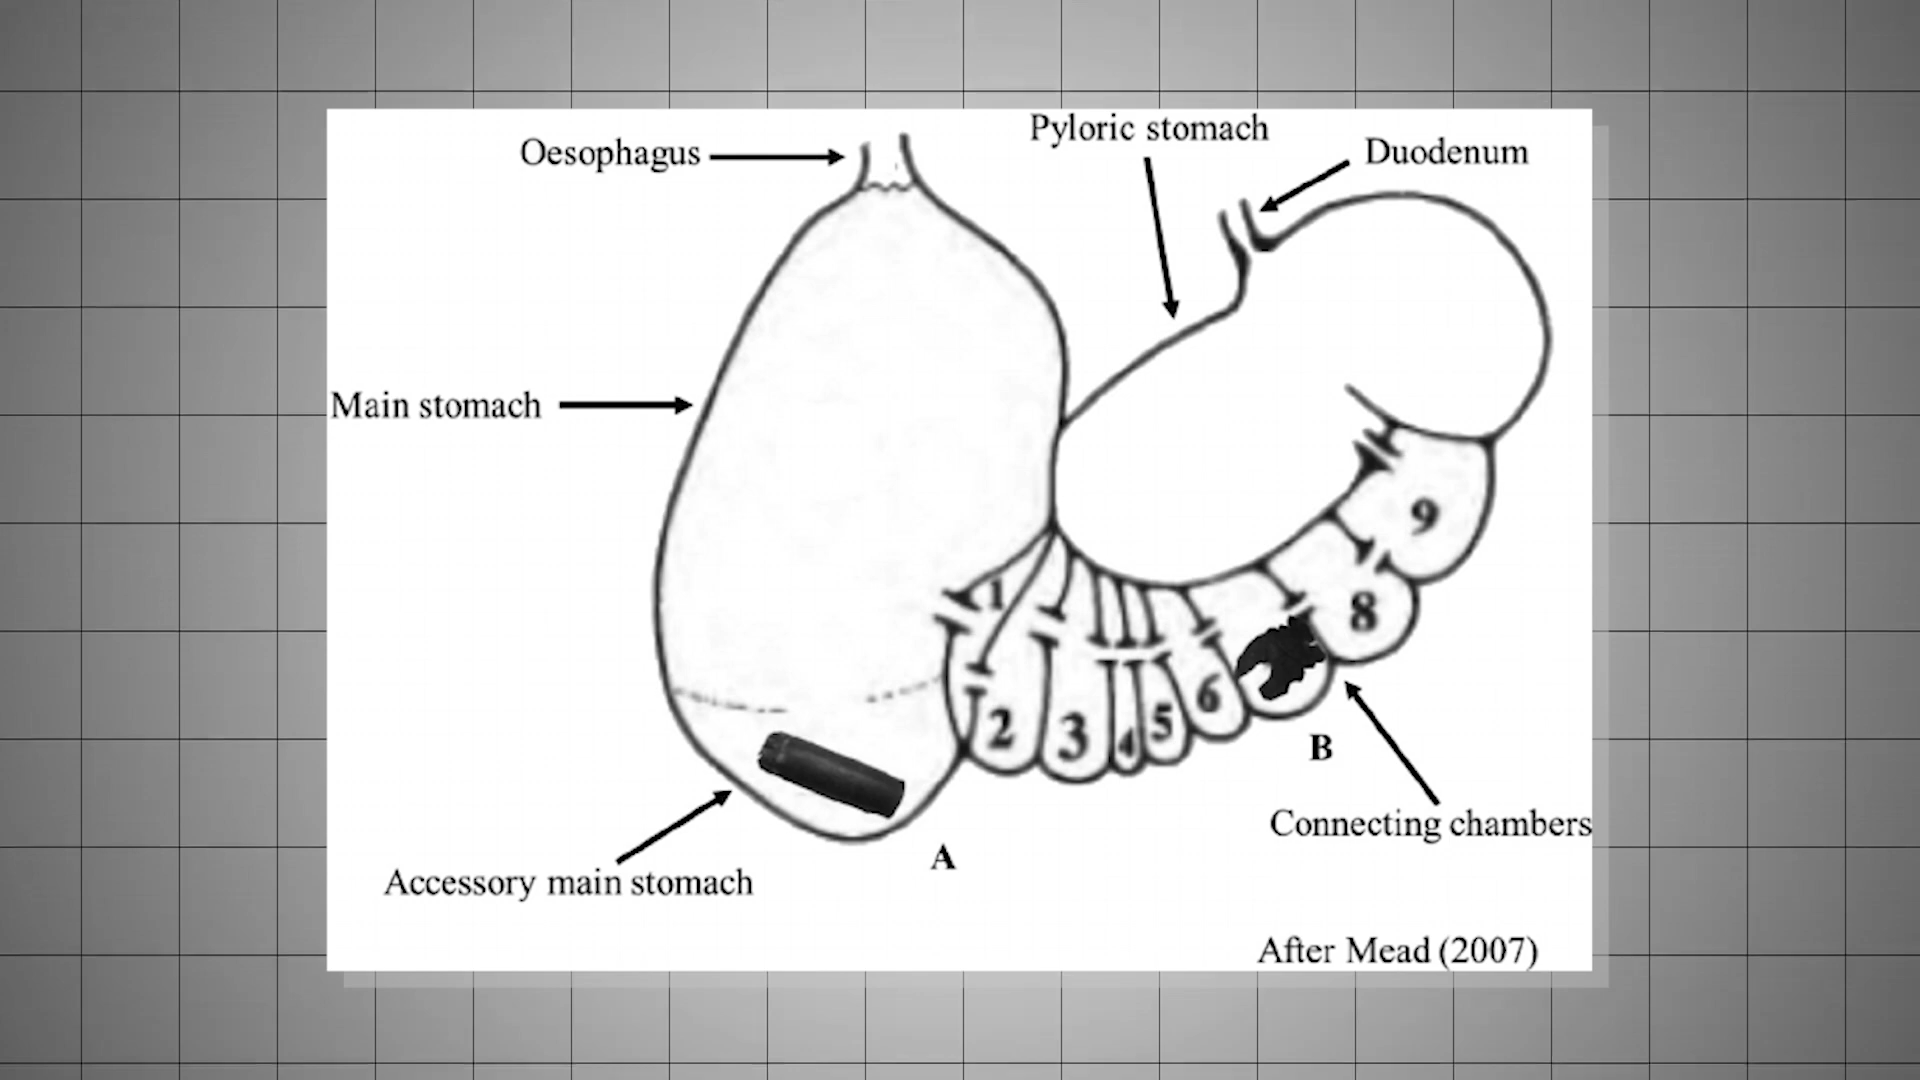 Pyloric stomach
Oesophagus
Duodenum
Main stomach
1
2
3
4
5
6
8
9
B
Connecting chambers
A
Accessory main stomach
After Mead (2007)